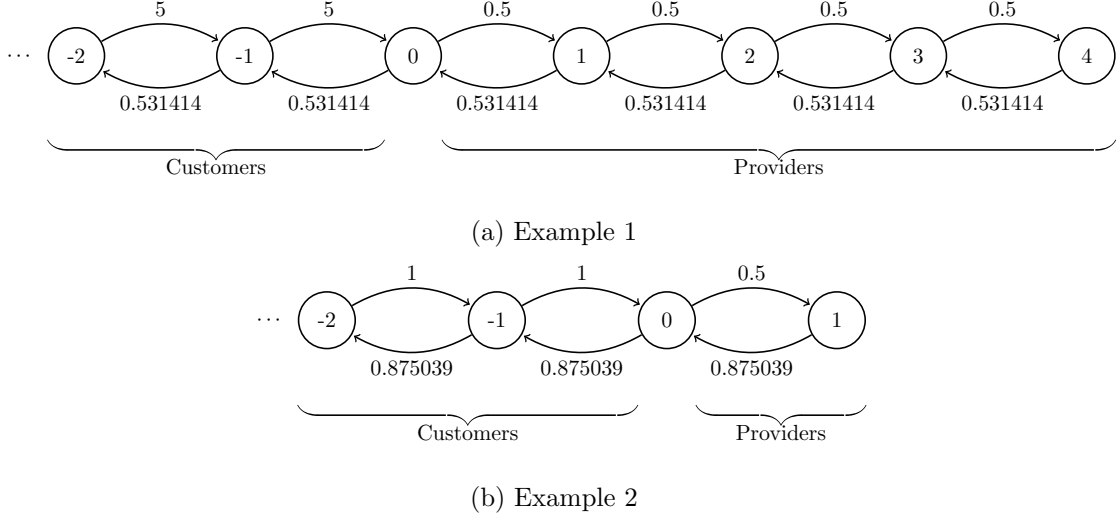 5 5 0.5 0.5 0.5 0.5
... -2 -1 0 1 2 3 4
0.531414 0.531414 0.531414 0.531414 0.531414 0.531414
Customers Providers
(a) Example 1
1 1 0.5
... -2 -1 0 1
0.875039 0.875039 0.875039
Customers Providers
(b) Example 2